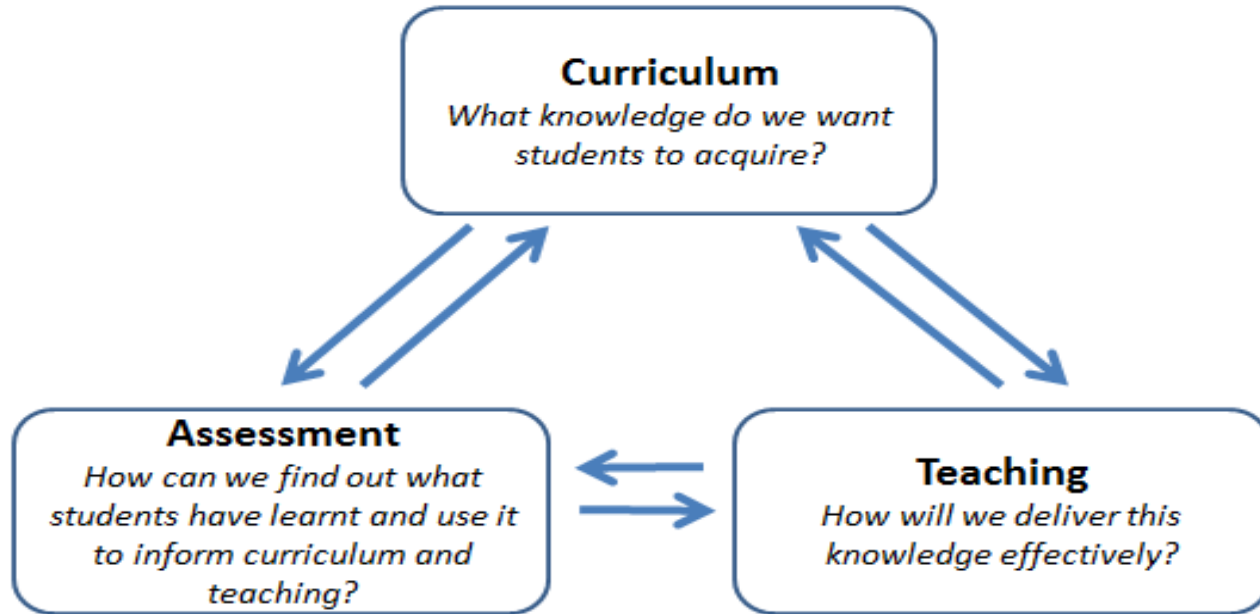 Curriculum
What knowledge do we want
students to acquire?
Assessment
How can we find out what
students have learnt and use it
to inform curriculum and
teaching?
Teaching
How will we deliver this
knowledge effectively?